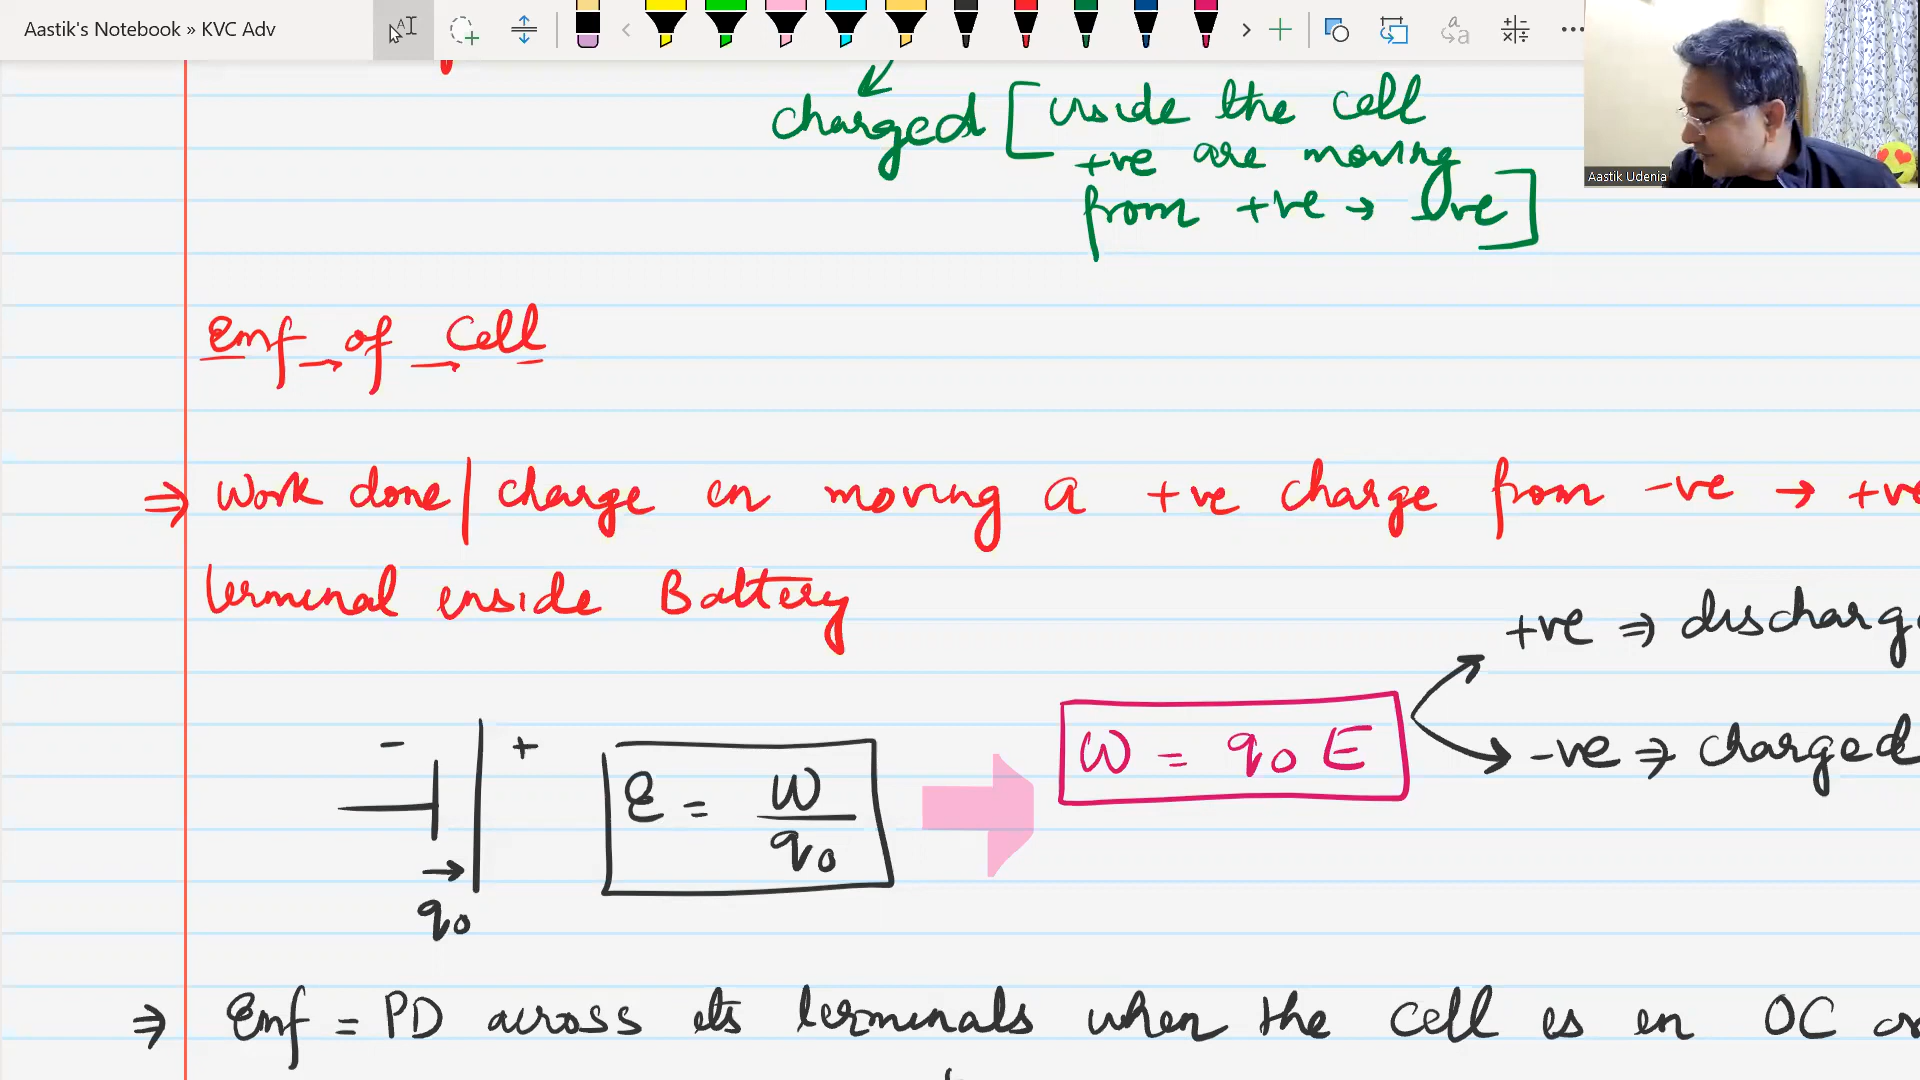 Aastik's Notebook » KVC Adv
Aastik Udenia
charged [inside the cell
+ve are moving
from +ve → -ve]
Emf of Cell
⇒ Work done / charge in moving a +ve charge from -ve → +ve
terminal inside Battery
+ve ⇒ discharg
- +
q₀
ε = W / q₀
W = q₀ E
-ve ⇒ charged
⇒ Emf = PD across its terminals when the cell is in OC or